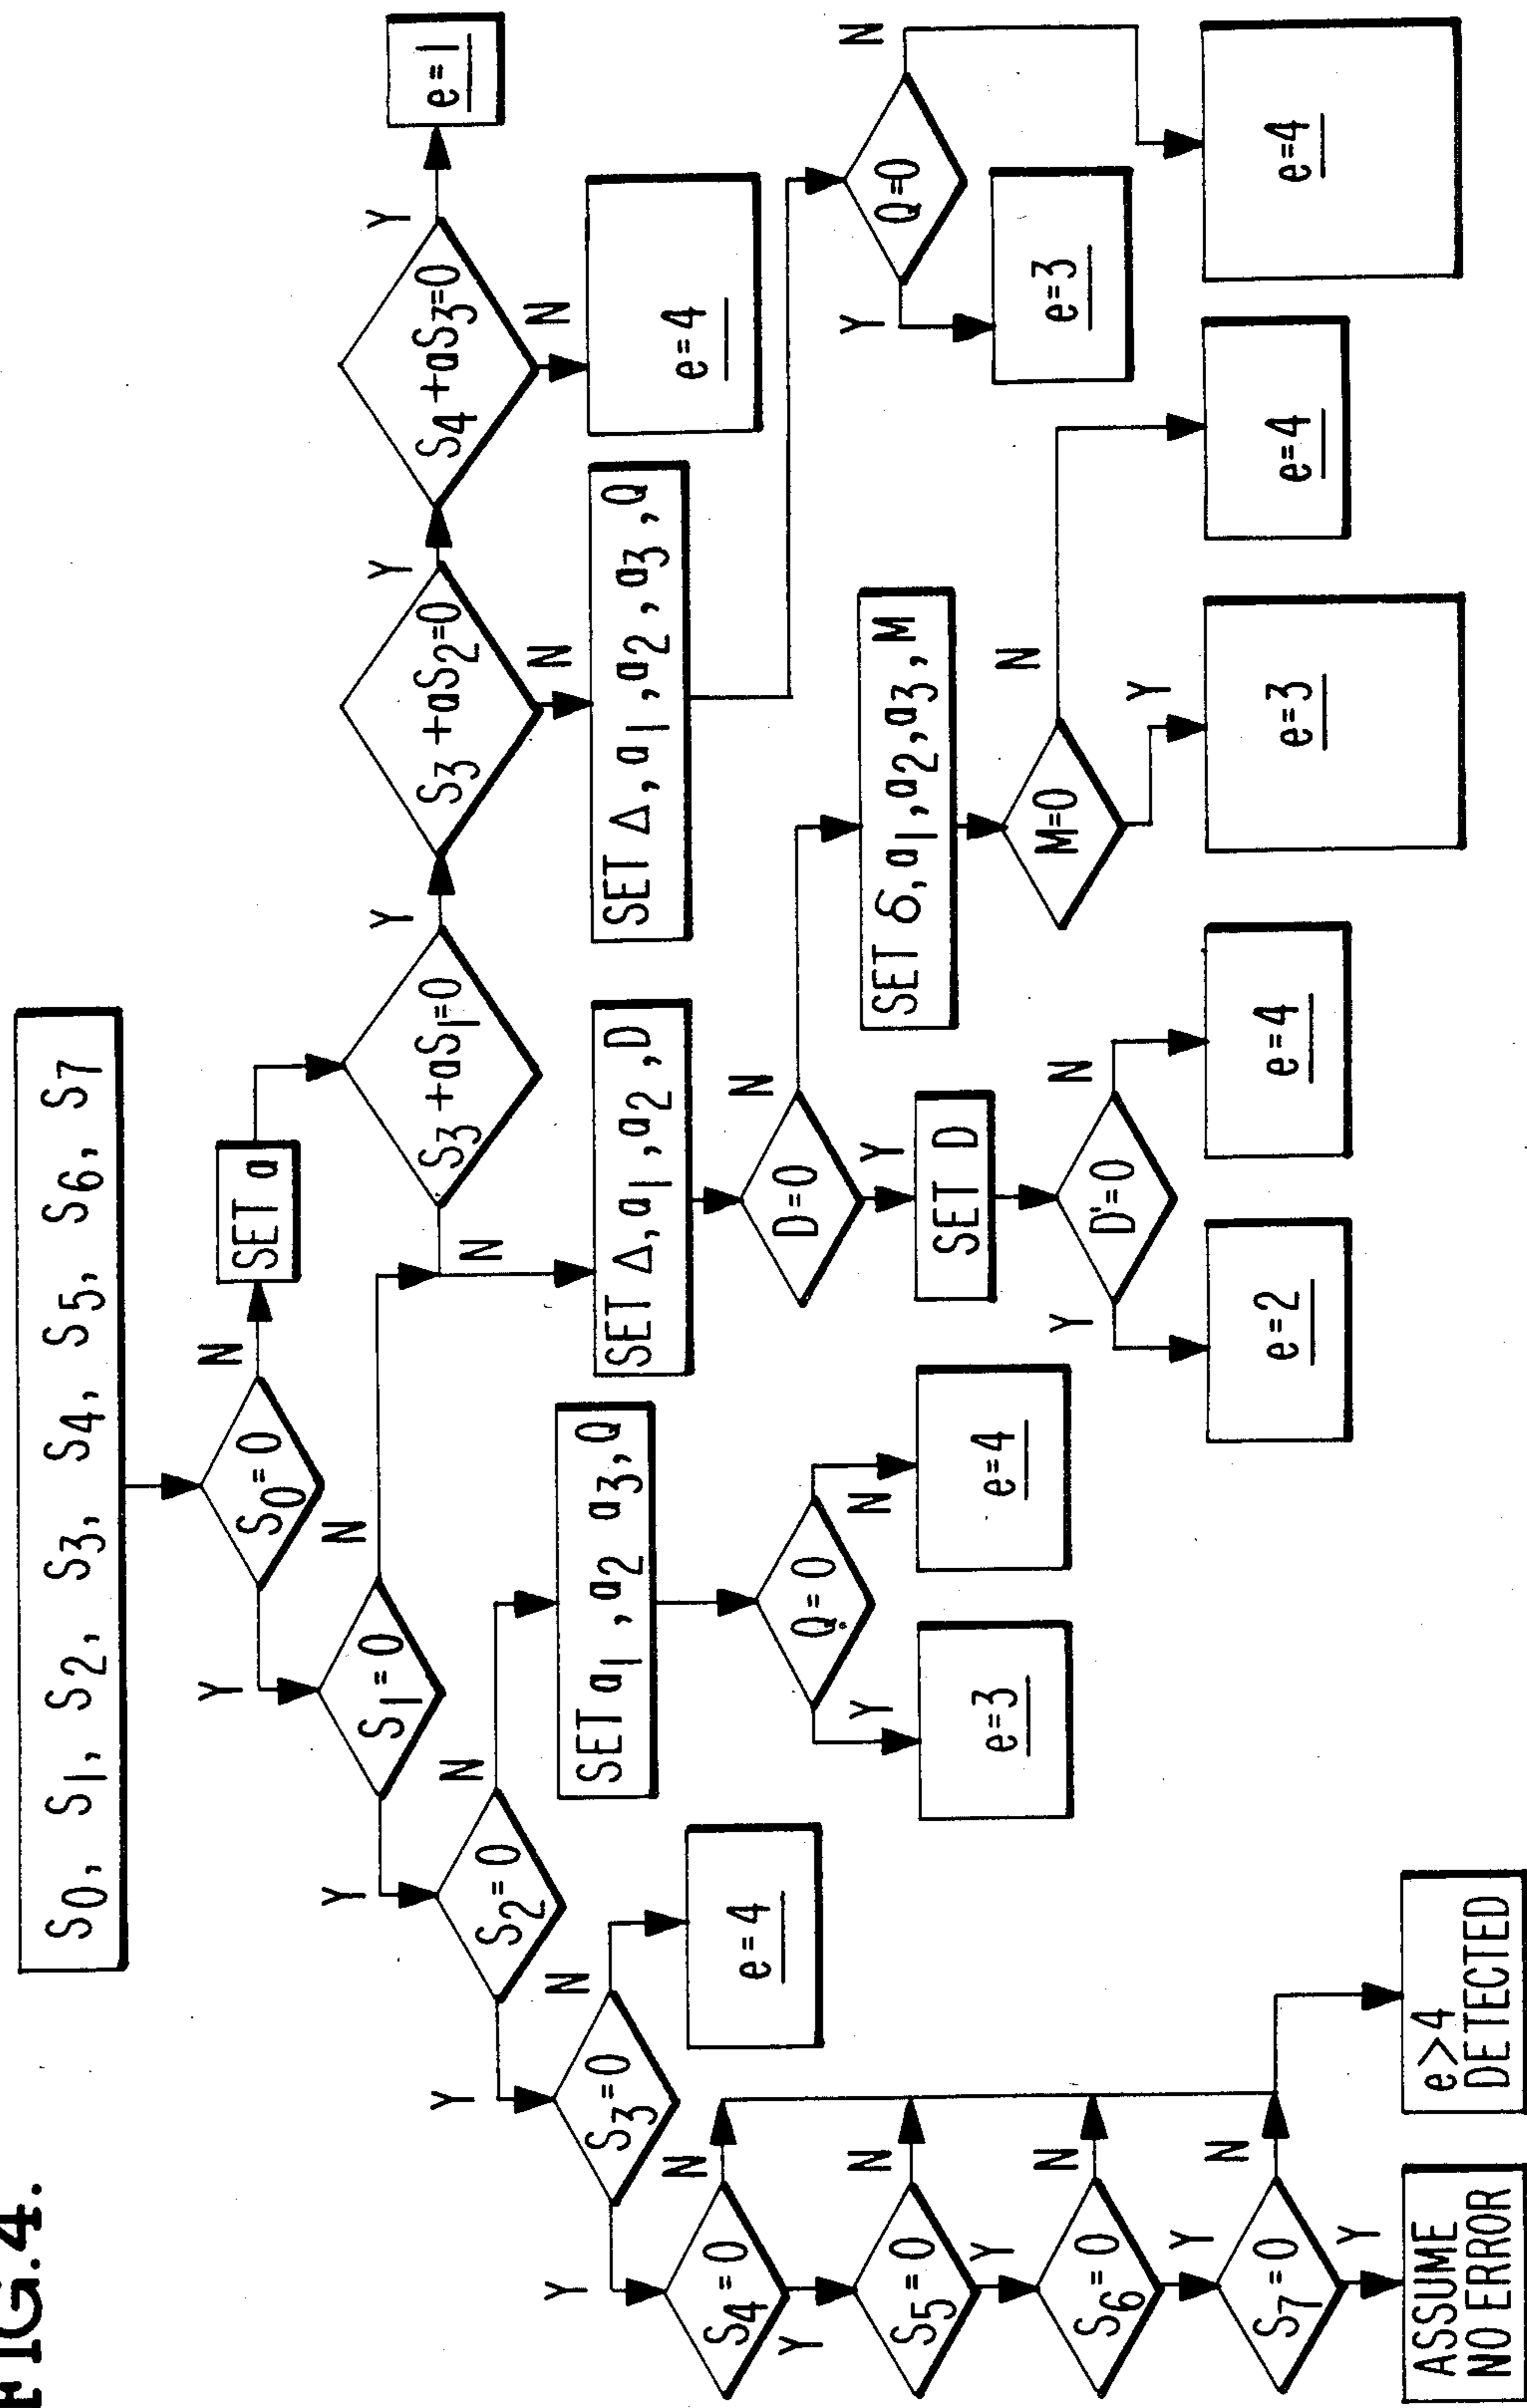 FIG.4.
S0, S1, S2, S3, S4, S5, S6, S7
S0=0
N
Y
SET a
S1=0
N
Y
S3+aS1=0
Y
N
S3+aS2=0
Y
N
S4+aS3=0
Y
N
e=1
e=4
S2=0
N
Y
SET a1, a2 a3, Q
SET Δ, a1, a2, D
SET Δ, a1, a2, a3, Q
S3=0
N
Y
e=4
Q=0
Y
N
e=3
e=4
D=0
N
Y
SET D
SET δ, a1, a2, a3, M
Q=0
Y
N
e=3
e=4
D'=0
Y
N
e=2
e=4
M=0
N
Y
e=3
e=4
S4=0
N
Y
S5=0
N
Y
S6=0
N
Y
S7=0
N
Y
ASSUME
NO ERROR
e>4
DETECTED